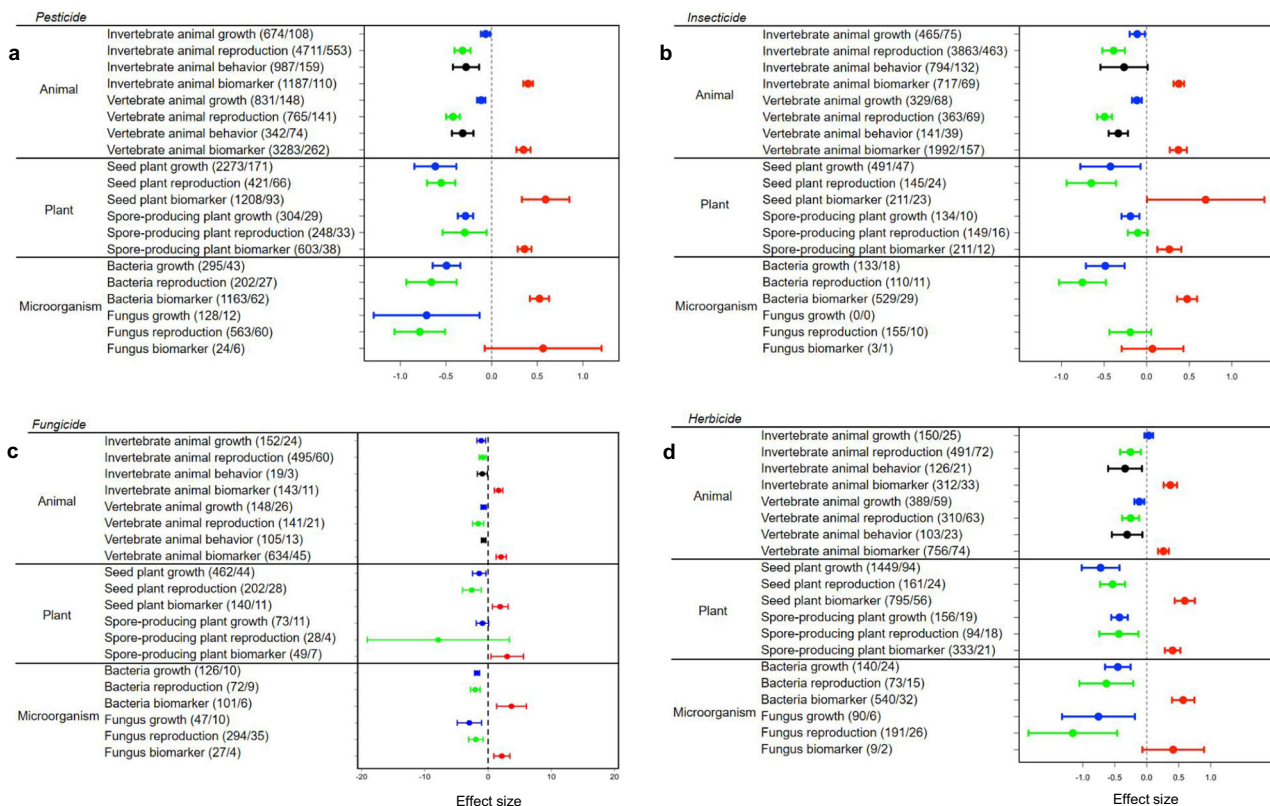 Pesticide
a
Animal
Invertebrate animal growth (674/108)
Invertebrate animal reproduction (4711/553)
Invertebrate animal behavior (987/159)
Invertebrate animal biomarker (1187/110)
Vertebrate animal growth (831/148)
Vertebrate animal reproduction (765/141)
Vertebrate animal behavior (342/74)
Vertebrate animal biomarker (3283/262)
Plant
Seed plant growth (2273/171)
Seed plant reproduction (421/66)
Seed plant biomarker (1208/93)
Spore-producing plant growth (304/29)
Spore-producing plant reproduction (248/33)
Spore-producing plant biomarker (603/38)
Microorganism
Bacteria growth (295/43)
Bacteria reproduction (202/27)
Bacteria biomarker (1163/62)
Fungus growth (128/12)
Fungus reproduction (563/60)
Fungus biomarker (24/6)
-1.0 -0.5 0.0 0.5 1.0
Insecticide
b
Animal
Invertebrate animal growth (465/75)
Invertebrate animal reproduction (3863/463)
Invertebrate animal behavior (794/132)
Invertebrate animal biomarker (717/69)
Vertebrate animal growth (329/68)
Vertebrate animal reproduction (363/69)
Vertebrate animal behavior (141/39)
Vertebrate animal biomarker (1992/157)
Plant
Seed plant growth (491/47)
Seed plant reproduction (145/24)
Seed plant biomarker (211/23)
Spore-producing plant growth (134/10)
Spore-producing plant reproduction (149/16)
Spore-producing plant biomarker (211/12)
Microorganism
Bacteria growth (133/18)
Bacteria reproduction (110/11)
Bacteria biomarker (529/29)
Fungus growth (0/0)
Fungus reproduction (155/10)
Fungus biomarker (3/1)
-1.0 -0.5 0.0 0.5 1.0
Fungicide
c
Animal
Invertebrate animal growth (152/24)
Invertebrate animal reproduction (495/60)
Invertebrate animal behavior (19/3)
Invertebrate animal biomarker (143/11)
Vertebrate animal growth (148/26)
Vertebrate animal reproduction (141/21)
Vertebrate animal behavior (105/13)
Vertebrate animal biomarker (634/45)
Plant
Seed plant growth (462/44)
Seed plant reproduction (202/28)
Seed plant biomarker (140/11)
Spore-producing plant growth (73/11)
Spore-producing plant reproduction (28/4)
Spore-producing plant biomarker (49/7)
Microorganism
Bacteria growth (126/10)
Bacteria reproduction (72/9)
Bacteria biomarker (101/6)
Fungus growth (47/10)
Fungus reproduction (294/35)
Fungus biomarker (27/4)
-20 -10 0 10 20
Effect size
Herbicide
d
Animal
Invertebrate animal growth (150/25)
Invertebrate animal reproduction (491/72)
Invertebrate animal behavior (126/21)
Invertebrate animal biomarker (312/33)
Vertebrate animal growth (389/59)
Vertebrate animal reproduction (310/63)
Vertebrate animal behavior (103/23)
Vertebrate animal biomarker (756/74)
Plant
Seed plant growth (1449/94)
Seed plant reproduction (161/24)
Seed plant biomarker (795/56)
Spore-producing plant growth (156/19)
Spore-producing plant reproduction (94/18)
Spore-producing plant biomarker (333/21)
Microorganism
Bacteria growth (140/24)
Bacteria reproduction (73/15)
Bacteria biomarker (540/32)
Fungus growth (90/6)
Fungus reproduction (191/26)
Fungus biomarker (9/2)
-1.0 -0.5 0.0 0.5 1.0
Effect size